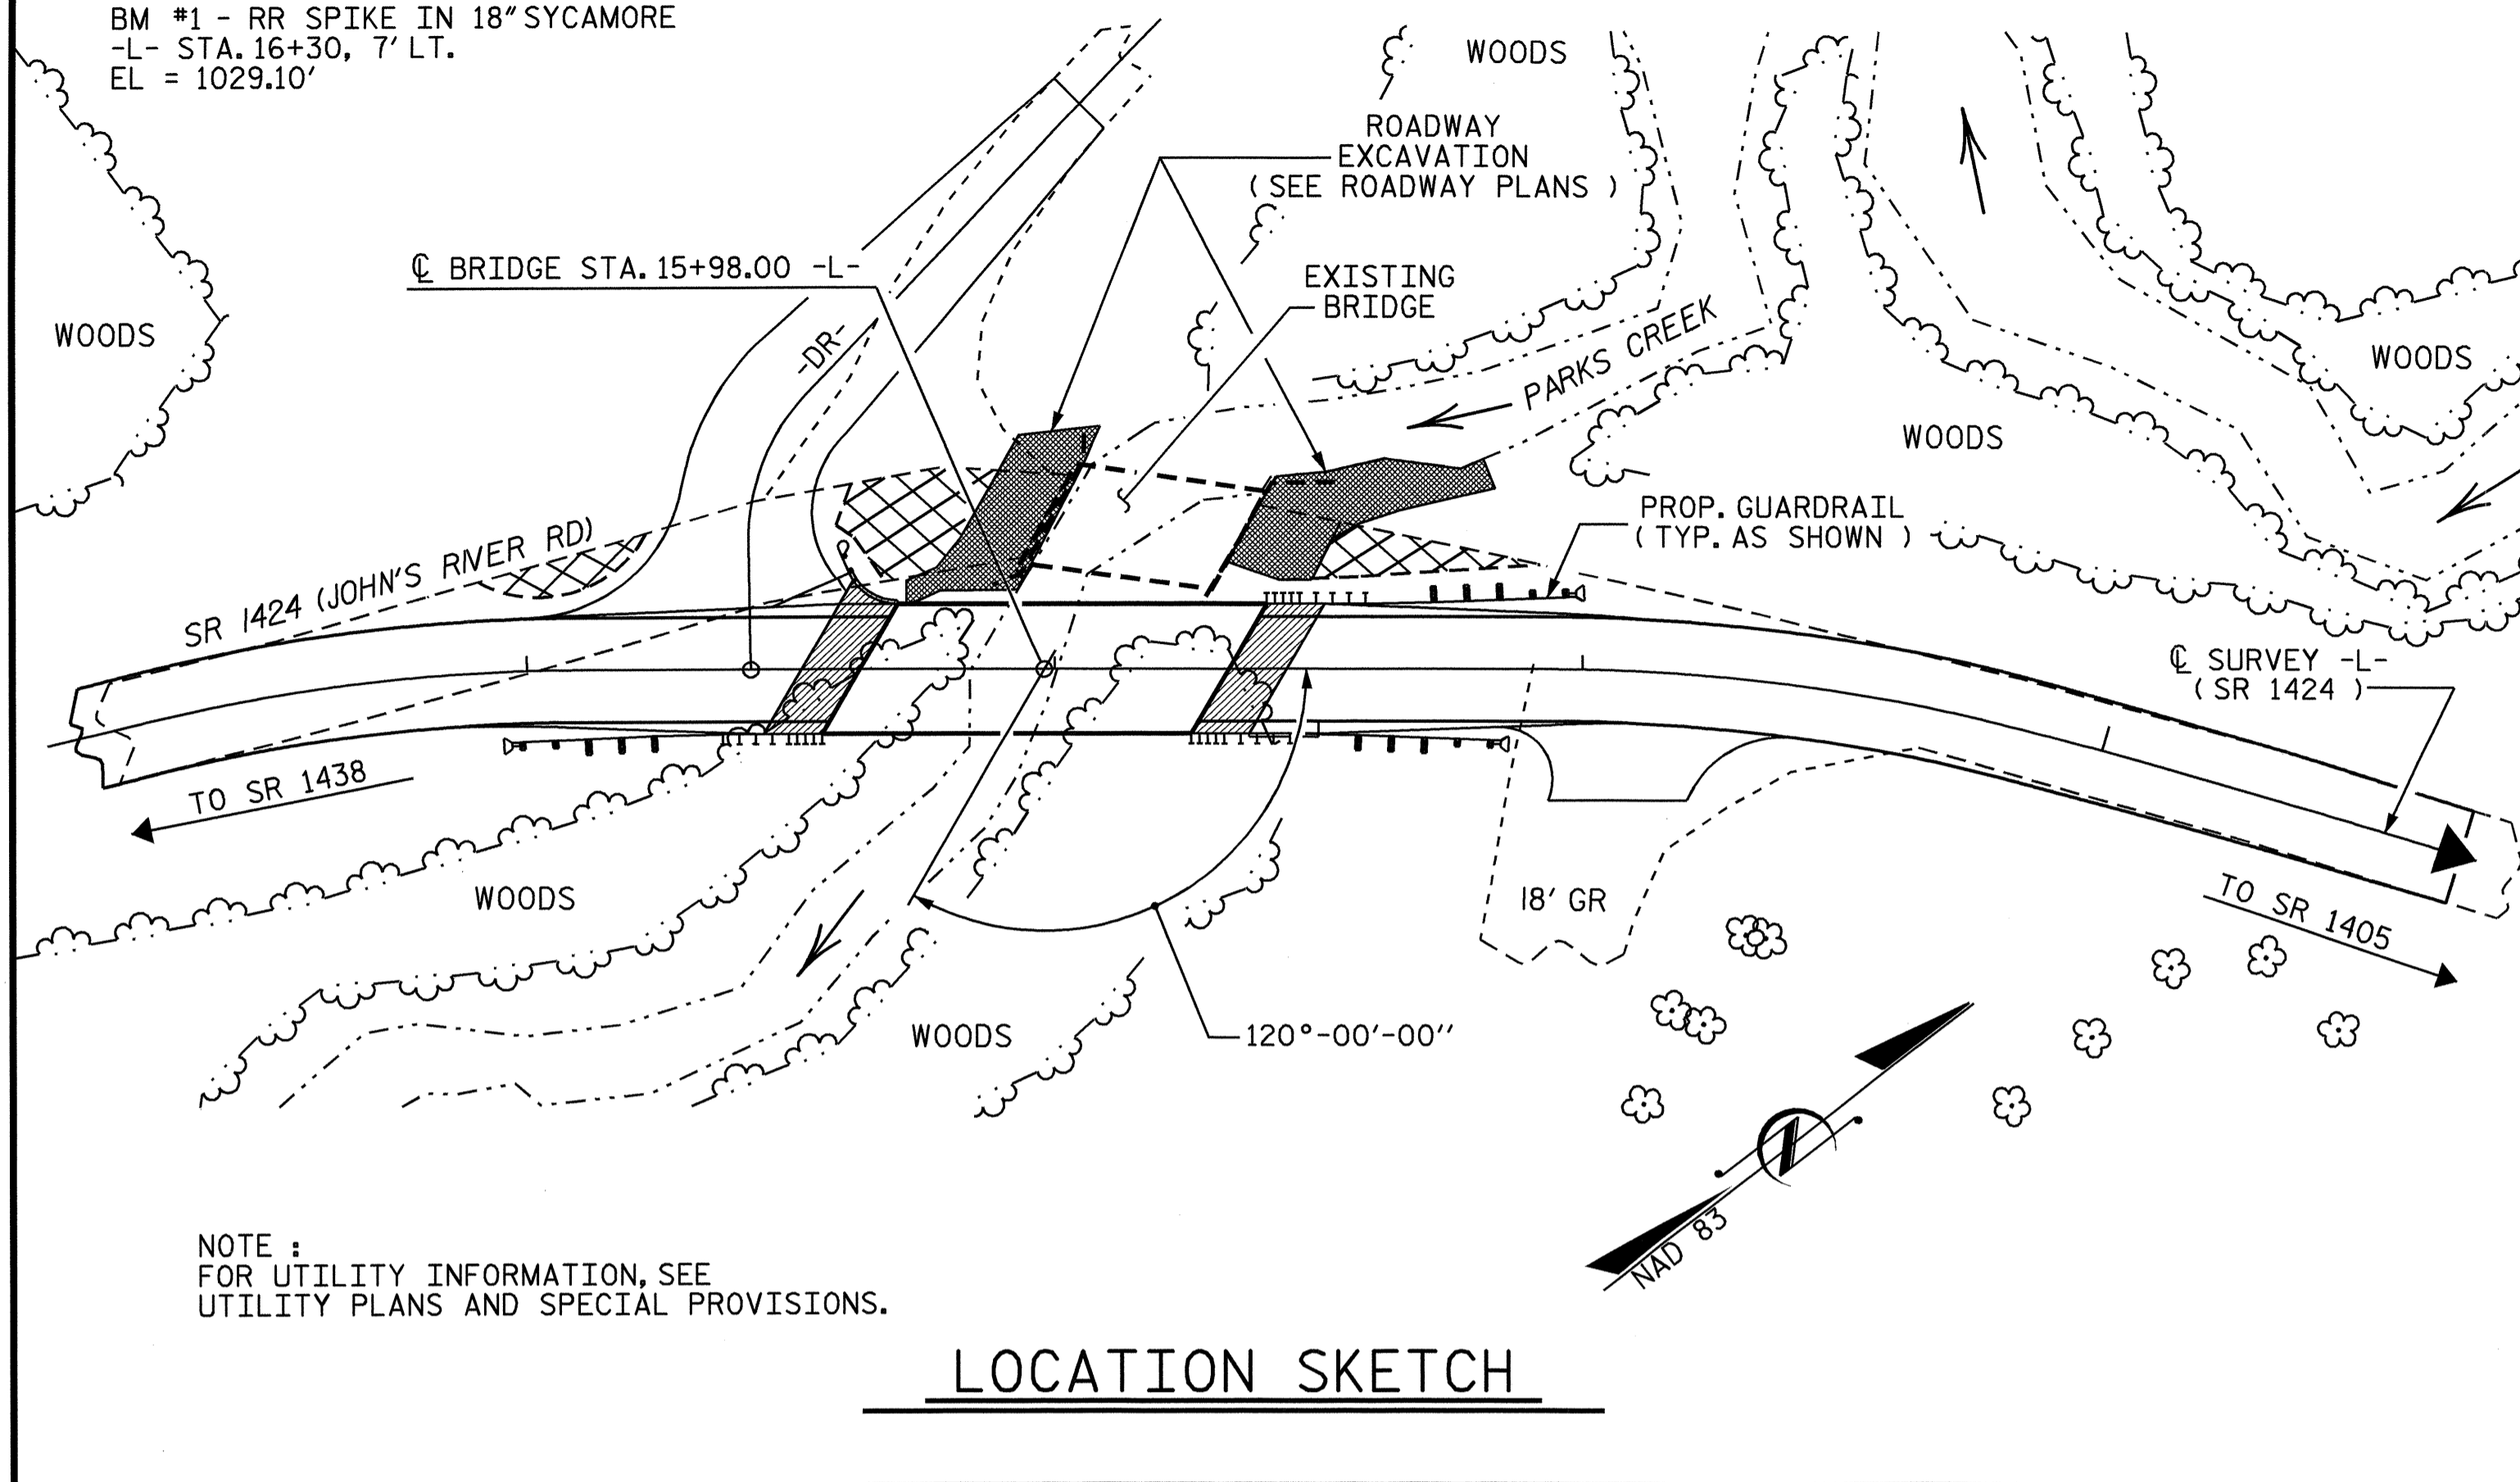 BM #1 - RR SPIKE IN 18" SYCAMORE
-L- STA. 16+30, 7' LT.
EL = 1029.10'
WOODS
ROADWAY
EXCAVATION
( SEE ROADWAY PLANS )
℄ BRIDGE STA. 15+98.00 -L-
EXISTING
BRIDGE
WOODS
-DR-
PARKS CREEK
WOODS
WOODS
PROP. GUARDRAIL
( TYP. AS SHOWN )
SR 1424 (JOHN'S RIVER RD)
℄ SURVEY -L-
( SR 1424 )
TO SR 1438
WOODS
18' GR
TO SR 1405
WOODS
120°-00'-00"
N
NAD 83
NOTE :
FOR UTILITY INFORMATION, SEE
UTILITY PLANS AND SPECIAL PROVISIONS.
LOCATION SKETCH